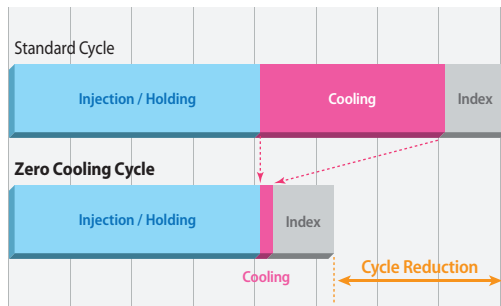 Standard Cycle
Injection / Holding
Cooling
Index
Zero Cooling Cycle
Injection / Holding
Index
Cooling
Cycle Reduction